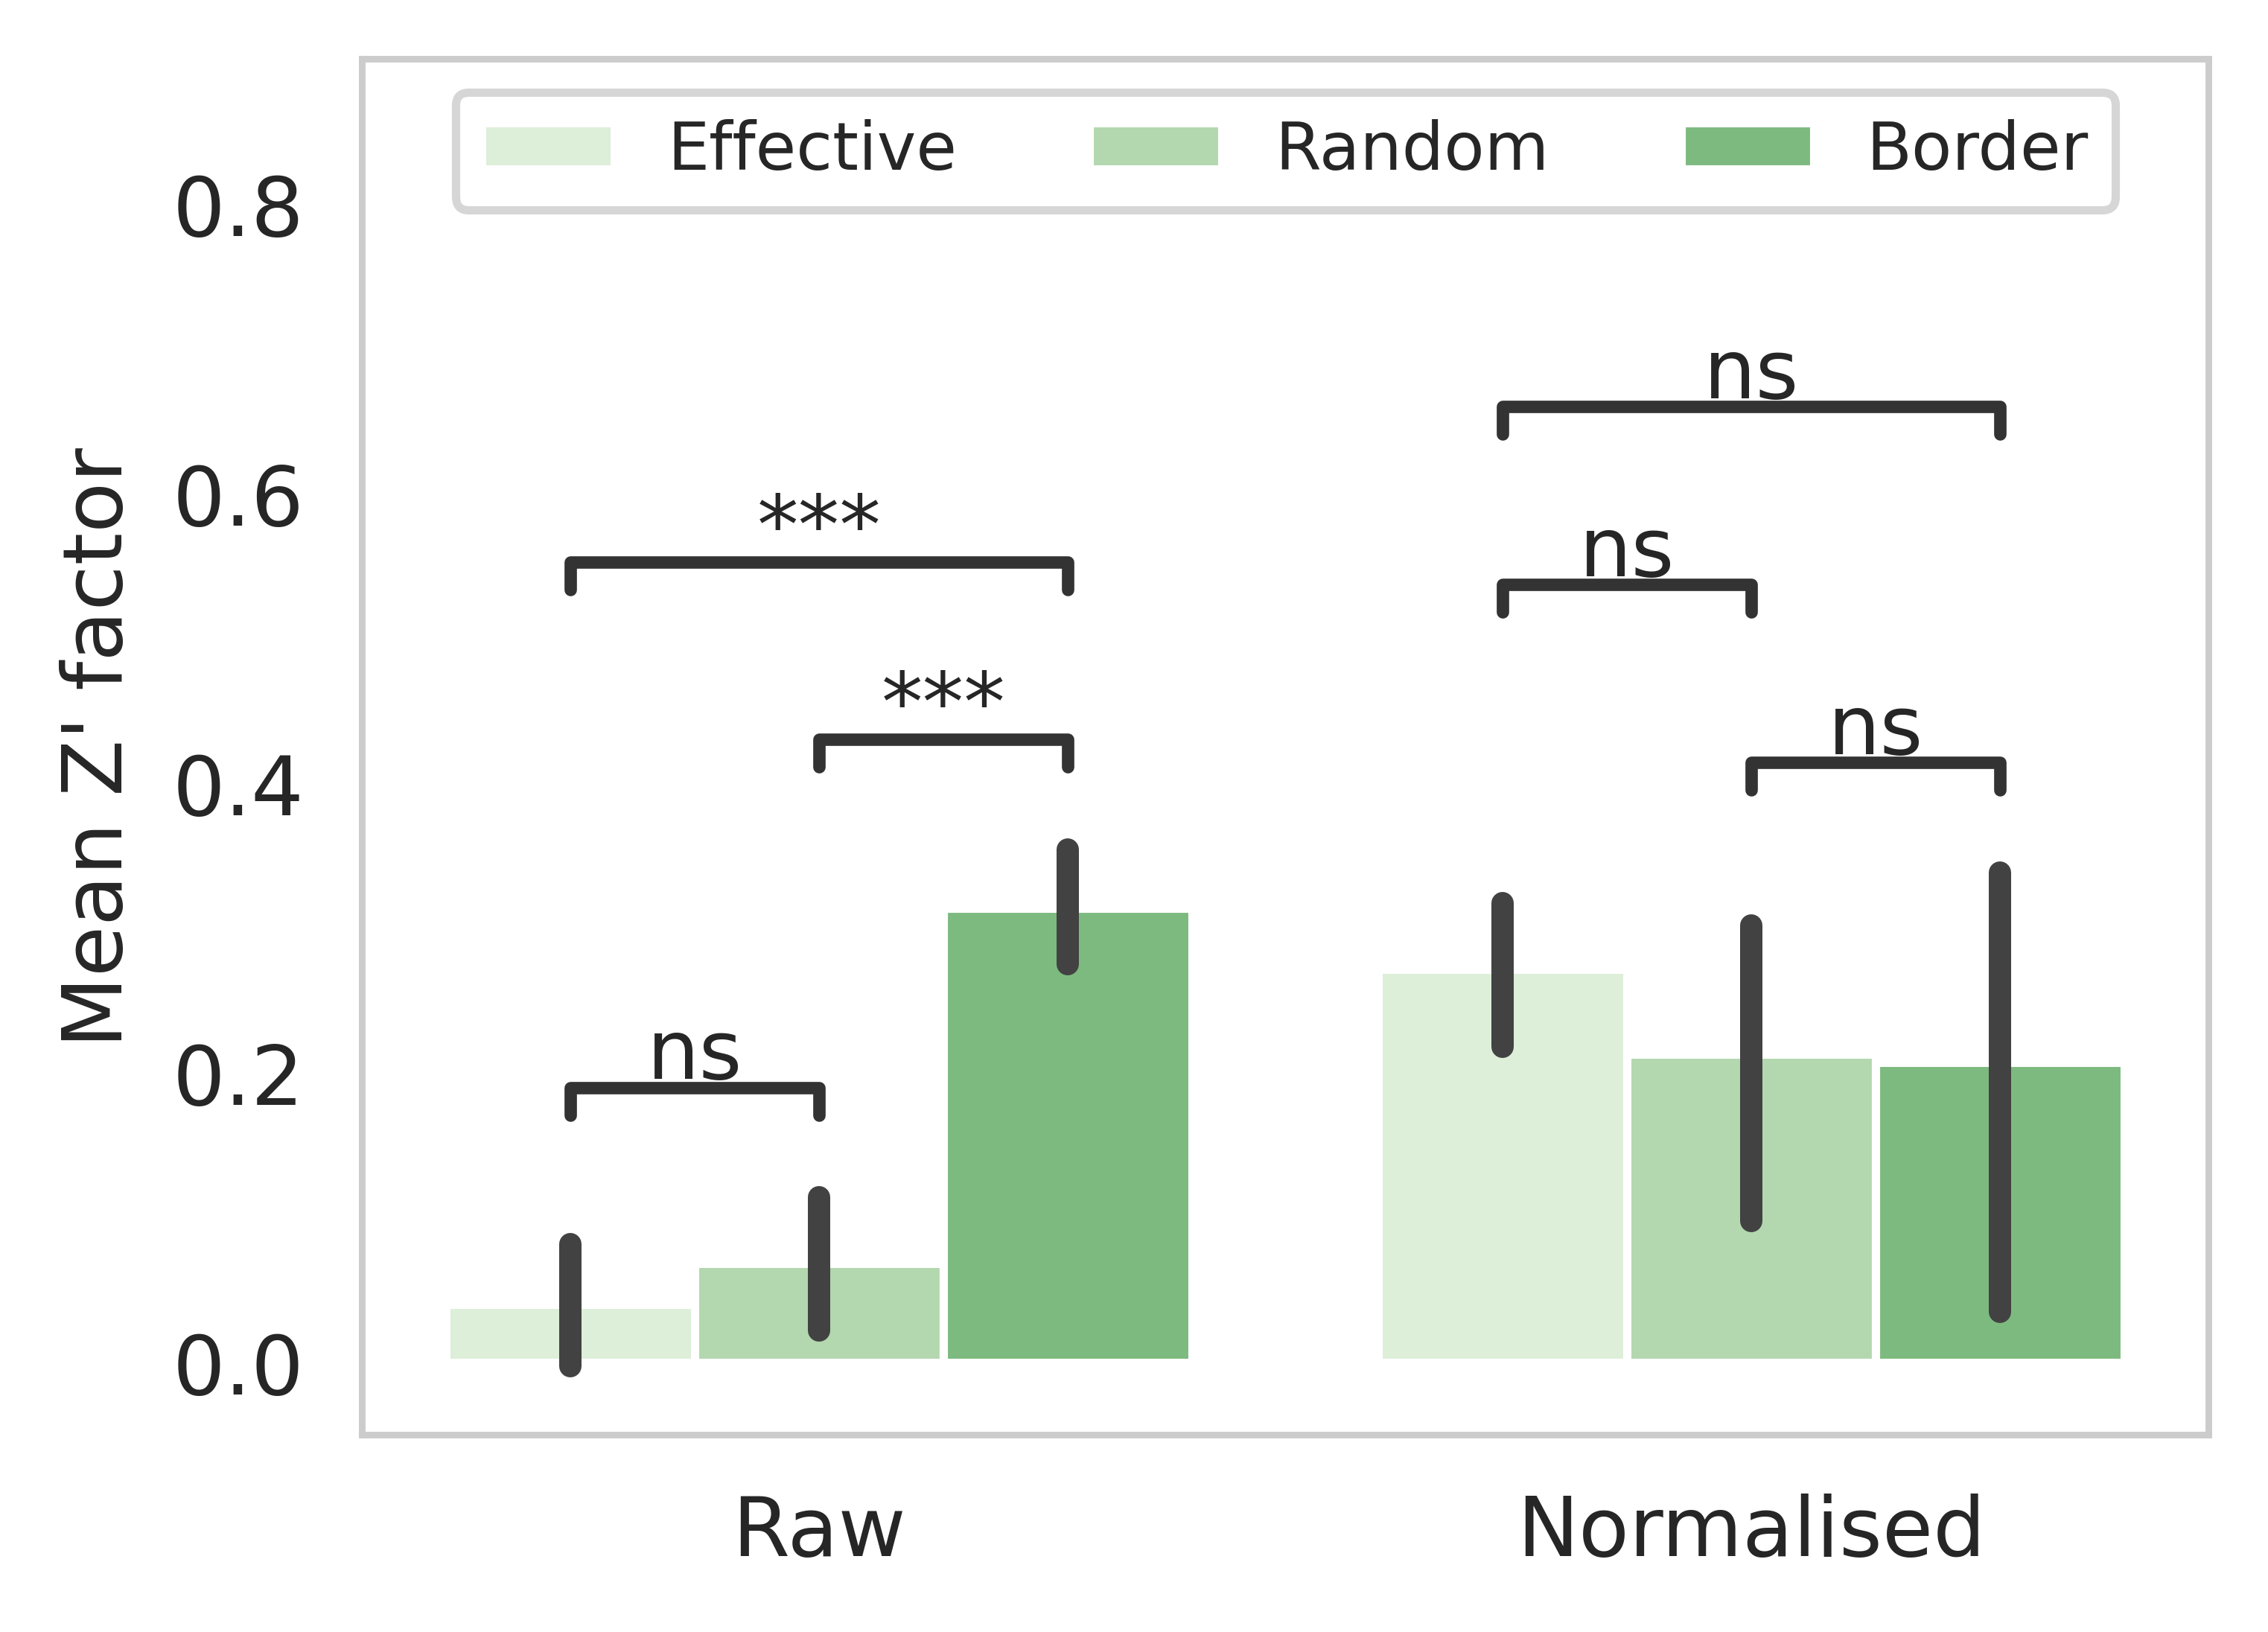 Effective Random Border
0.8
ns
0.6
***
ns
***
ns
0.4
ns
0.2
0.0
Mean Z' factor
Raw Normalised